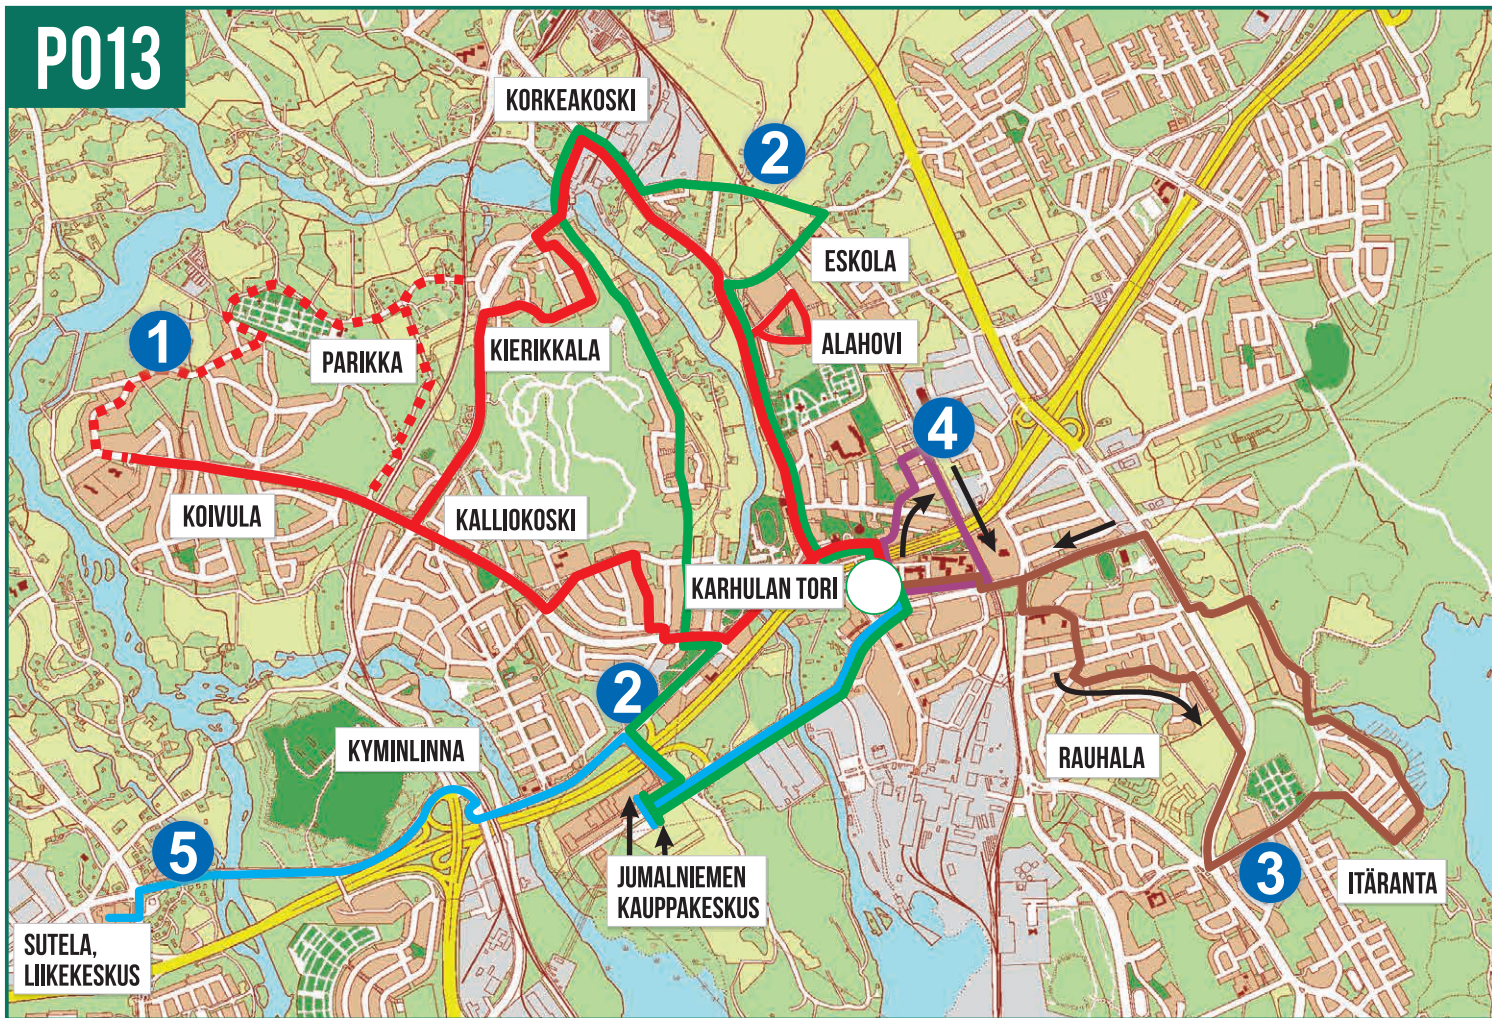 P013
KORKEAKOSKI
2
ESKOLA
1
PARIKKA
KIERIKKALA
ALAHOVI
4
KOIVULA
KALLIOKOSKI
KARHULAN TORI
2
KYMINLINNA
RAUHALA
5
JUMALNIEMEN
KAUPPAKESKUS
3
ITÄRANTA
SUTELA,
LIIKEKESKUS